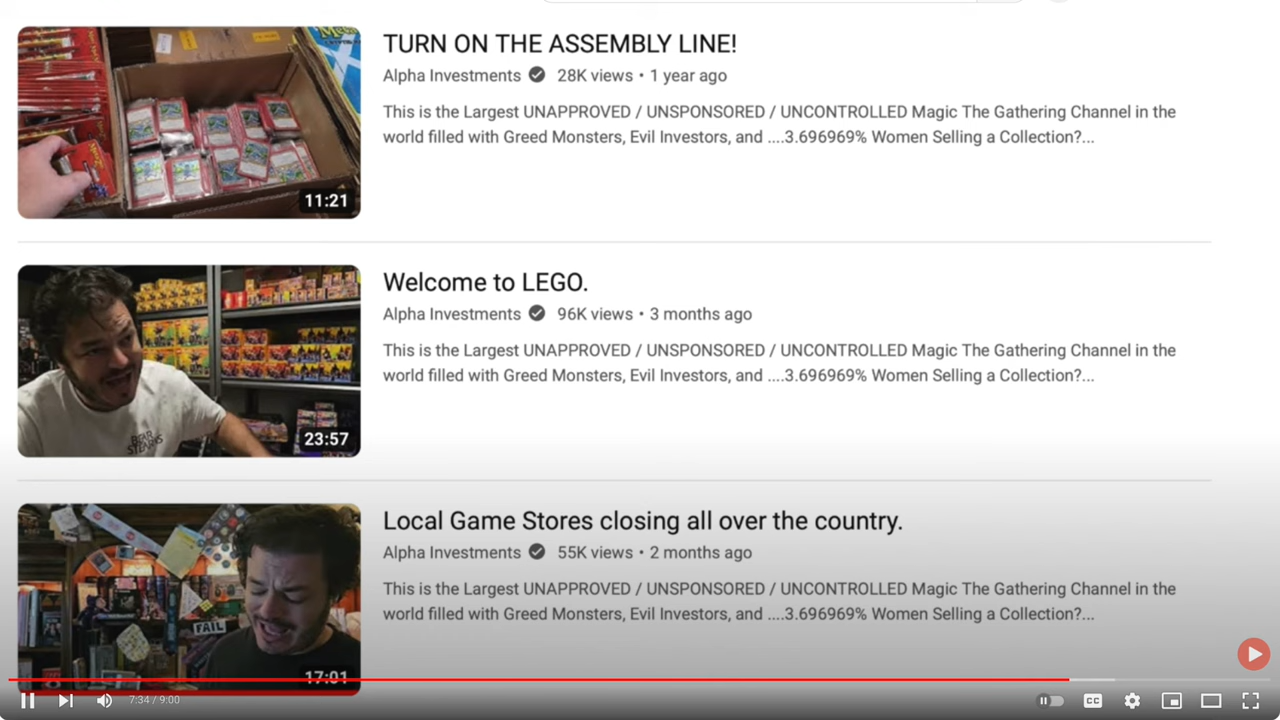 TURN ON THE ASSEMBLY LINE!
Alpha Investments 28K views • 1 year ago
This is the Largest UNAPPROVED / UNSPONSORED / UNCONTROLLED Magic The Gathering Channel in the
world filled with Greed Monsters, Evil Investors, and ....3.696969% Women Selling a Collection?...
11:21
Welcome to LEGO.
Alpha Investments 96K views • 3 months ago
This is the Largest UNAPPROVED / UNSPONSORED / UNCONTROLLED Magic The Gathering Channel in the
world filled with Greed Monsters, Evil Investors, and ....3.696969% Women Selling a Collection?...
BEAR
STEARNS
23:57
Local Game Stores closing all over the country.
Alpha Investments 55K views • 2 months ago
This is the Largest UNAPPROVED / UNSPONSORED / UNCONTROLLED Magic The Gathering Channel in the
world filled with Greed Monsters, Evil Investors, and ....3.696969% Women Selling a Collection?...
FAIL
17:01
7:34 / 9:00
CC